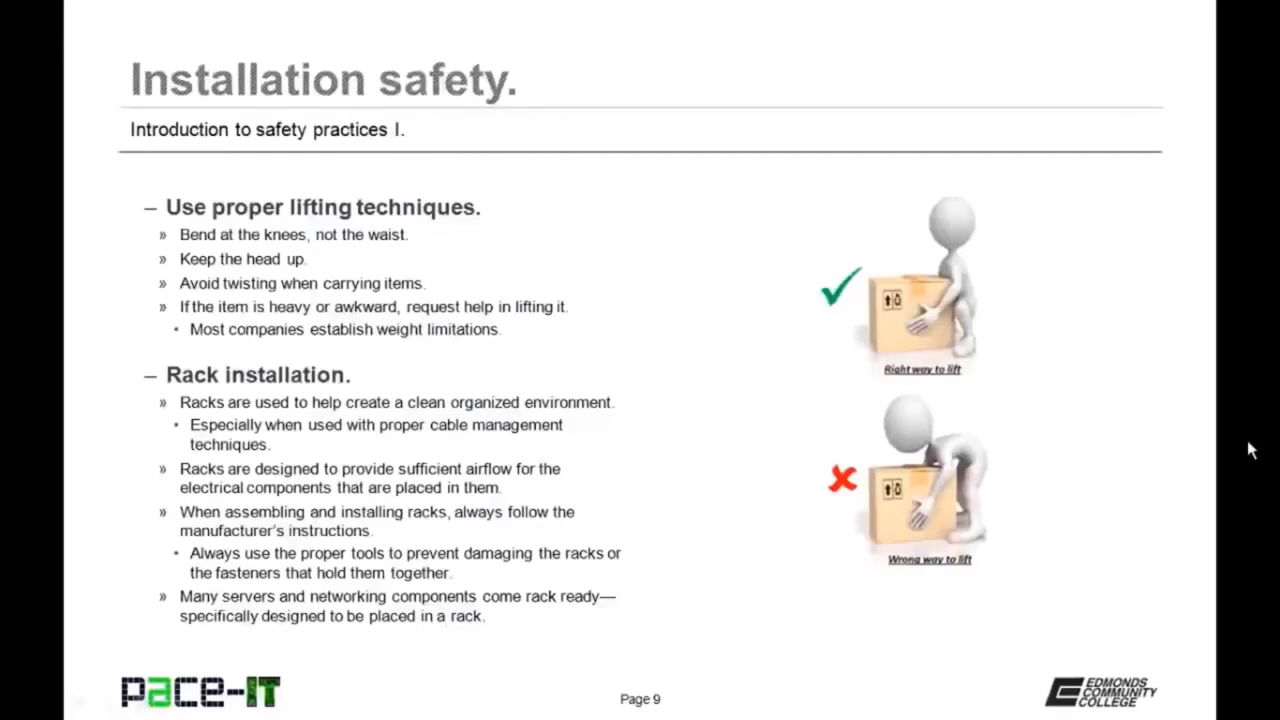 Installation safety.
Introduction to safety practices I.
– Use proper lifting techniques.
» Bend at the knees, not the waist.
» Keep the head up.
» Avoid twisting when carrying items.
» If the item is heavy or awkward, request help in lifting it.
• Most companies establish weight limitations.
– Rack installation.
» Racks are used to help create a clean organized environment.
• Especially when used with proper cable management
techniques.
» Racks are designed to provide sufficient airflow for the
electrical components that are placed in them.
» When assembling and installing racks, always follow the
manufacturer's instructions.
• Always use the proper tools to prevent damaging the racks or
the fasteners that hold them together.
» Many servers and networking components come rack ready—
specifically designed to be placed in a rack.
Right way to lift
Wrong way to lift
pace-IT
Page 9
EDMONDS
COMMUNITY
COLLEGE